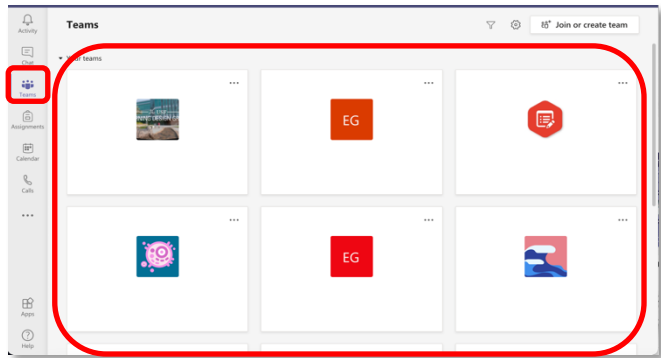 Activity
Chat
Teams
Assignments
Calendar
Calls
Apps
Help
Teams
Join or create team
Your teams
EG
EG